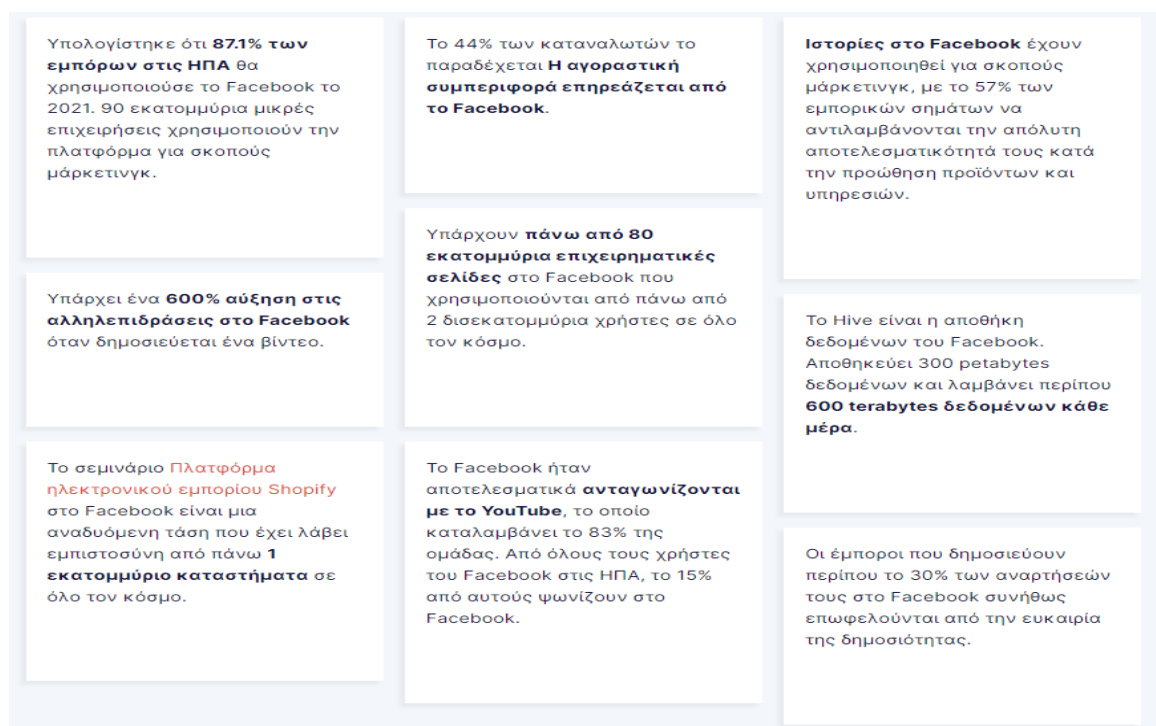 Υπολογίστηκε ότι 87.1% των
εμπόρων στις ΗΠΑ θα
χρησιμοποιούσε το Facebook το
2021. 90 εκατομμύρια μικρές
επιχειρήσεις χρησιμοποιούν την
πλατφόρμα για σκοπούς
μάρκετινγκ.
Υπάρχει ένα 600% αύξηση στις
αλληλεπιδράσεις στο Facebook
όταν δημοσιεύεται ένα βίντεο.
Το σεμινάριο Πλατφόρμα
ηλεκτρονικού εμπορίου Shopify
στο Facebook είναι μια
αναδυόμενη τάση που έχει λάβει
εμπιστοσύνη από πάνω 1
εκατομμύριο καταστήματα σε
όλο τον κόσμο.
Το 44% των καταναλωτών το
παραδέχεται Η αγοραστική
συμπεριφορά επηρεάζεται από
το Facebook.
Υπάρχουν πάνω από 80
εκατομμύρια επιχειρηματικές
σελίδες στο Facebook που
χρησιμοποιούνται από πάνω από
2 δισεκατομμύρια χρήστες σε όλο
τον κόσμο.
Το Facebook ήταν
αποτελεσματικά ανταγωνίζονται
με το YouTube, το οποίο
καταλαμβάνει το 83% της
ομάδας. Από όλους τους χρήστες
του Facebook στις ΗΠΑ, το 15%
από αυτούς ψωνίζουν στο
Facebook.
Ιστορίες στο Facebook έχουν
χρησιμοποιηθεί για σκοπούς
μάρκετινγκ, με το 57% των
εμπορικών σημάτων να
αντιλαμβάνονται την απόλυτη
αποτελεσματικότητά τους κατά
την προώθηση προϊόντων και
υπηρεσιών.
Το Hive είναι η αποθήκη
δεδομένων του Facebook.
Αποθηκεύει 300 petabytes
δεδομένων και λαμβάνει περίπου
600 terabytes δεδομένων κάθε
μέρα.
Οι έμποροι που δημοσιεύουν
περίπου το 30% των αναρτήσεών
τους στο Facebook συνήθως
επωφελούνται από την ευκαιρία
της δημοσιότητας.